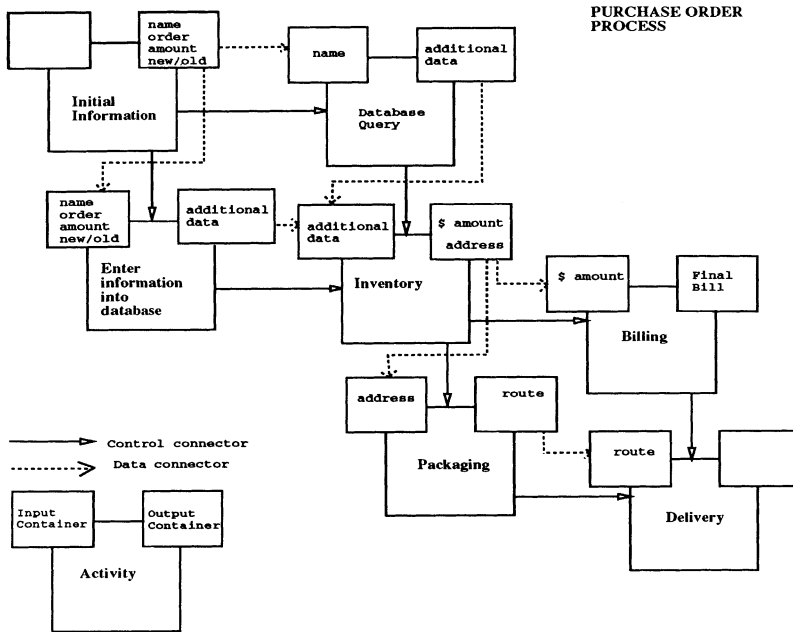 PURCHASE ORDER
PROCESS
name
order
amount
new/old
name
additional
data
Initial
Information
Database
Query
name
order
amount
new/old
additional
data
additional
data
$ amount
address
Enter
information
into
database
Inventory
$ amount
Final
Bill
Billing
address
route
Packaging
route
Delivery
Control connector
Data connector
Input
Container
Output
Container
Activity